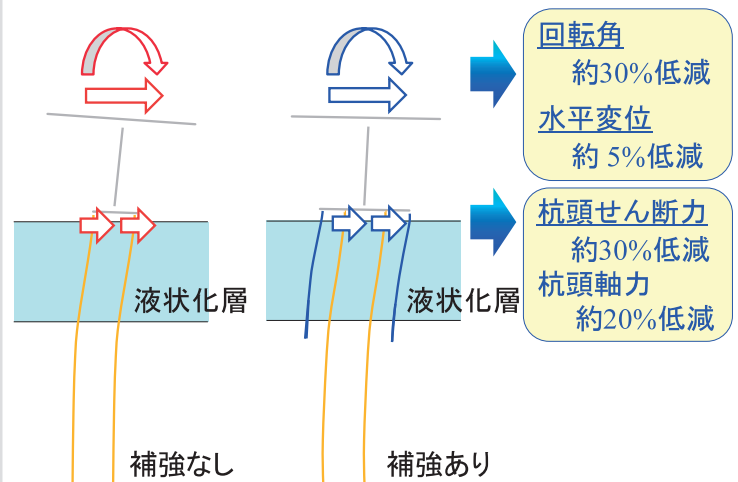 回転角
約30%低減
水平変位
約 5%低減
杭頭せん断力
約30%低減
杭頭軸力
約20%低減
液状化層
液状化層
補強なし
補強あり